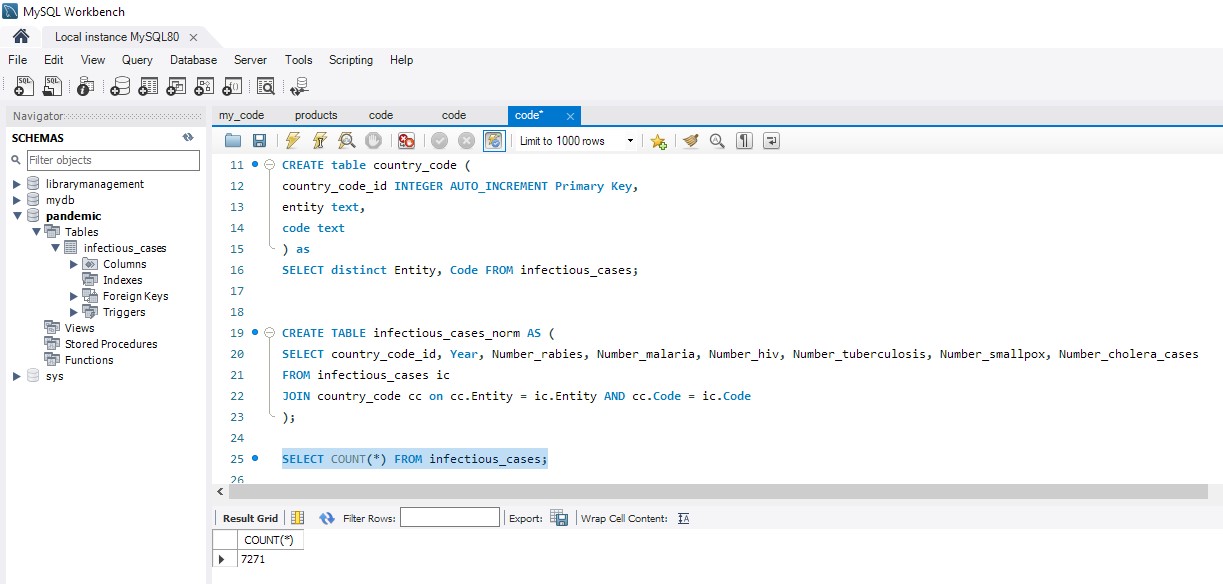 MySQL Workbench
Local instance MySQL80
File Edit View Query Database Server Tools Scripting Help
Navigator
SCHEMAS
Filter objects
librarymanagement
mydb
pandemic
Tables
infectious_cases
Columns
Indexes
Foreign Keys
Triggers
Views
Stored Procedures
Functions
sys
my_code products code code code*
Limit to 1000 rows
11 CREATE table country_code (
12 country_code_id INTEGER AUTO_INCREMENT Primary Key,
13 entity text,
14 code text
15 ) as
16 SELECT distinct Entity, Code FROM infectious_cases;
17
18
19 CREATE TABLE infectious_cases_norm AS (
20 SELECT country_code_id, Year, Number_rabies, Number_malaria, Number_hiv, Number_tuberculosis, Number_smallpox, Number_cholera_cases
21 FROM infectious_cases ic
22 JOIN country_code cc on cc.Entity = ic.Entity AND cc.Code = ic.Code
23 );
24
25 SELECT COUNT(*) FROM infectious_cases;
26
Result Grid Filter Rows: Export: Wrap Cell Content:
COUNT(*)
7271